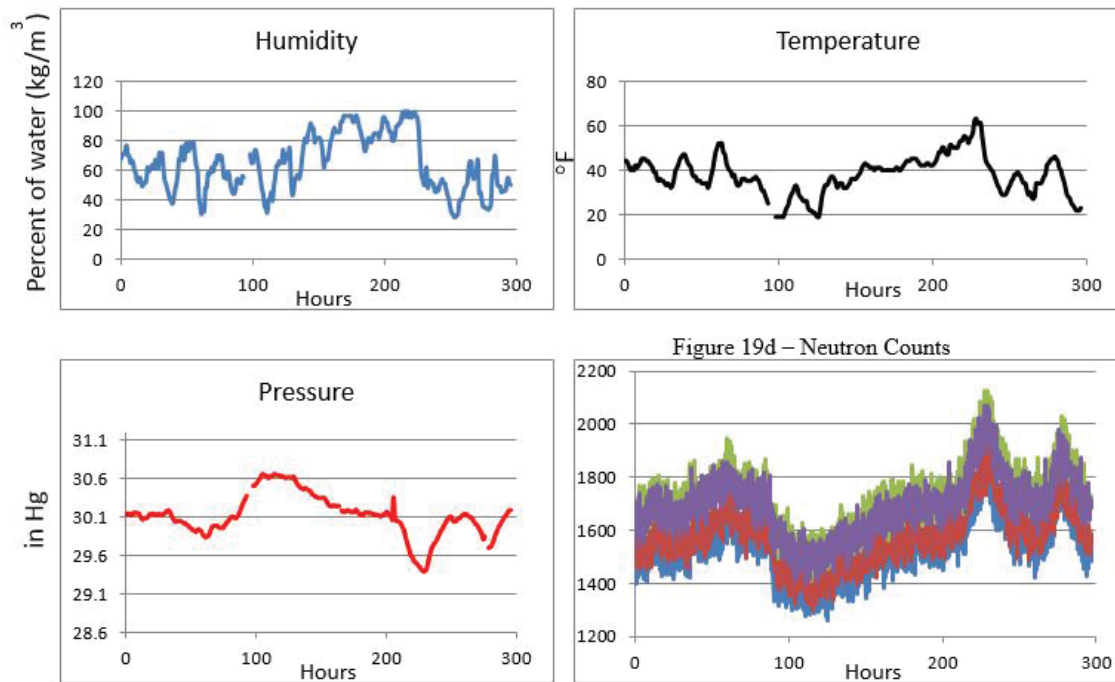 Humidity
Percent of water (kg/m³)
120
100
80
60
40
20
0
0 100 200 300
Hours
Temperature
°F
80
60
40
20
0
0 100 200 300
Hours
Pressure
in Hg
31.1
30.6
30.1
29.6
29.1
28.6
0 100 200 300
Hours
Figure 19d – Neutron Counts
2200
2000
1800
1600
1400
1200
0 100 200 300
Hours